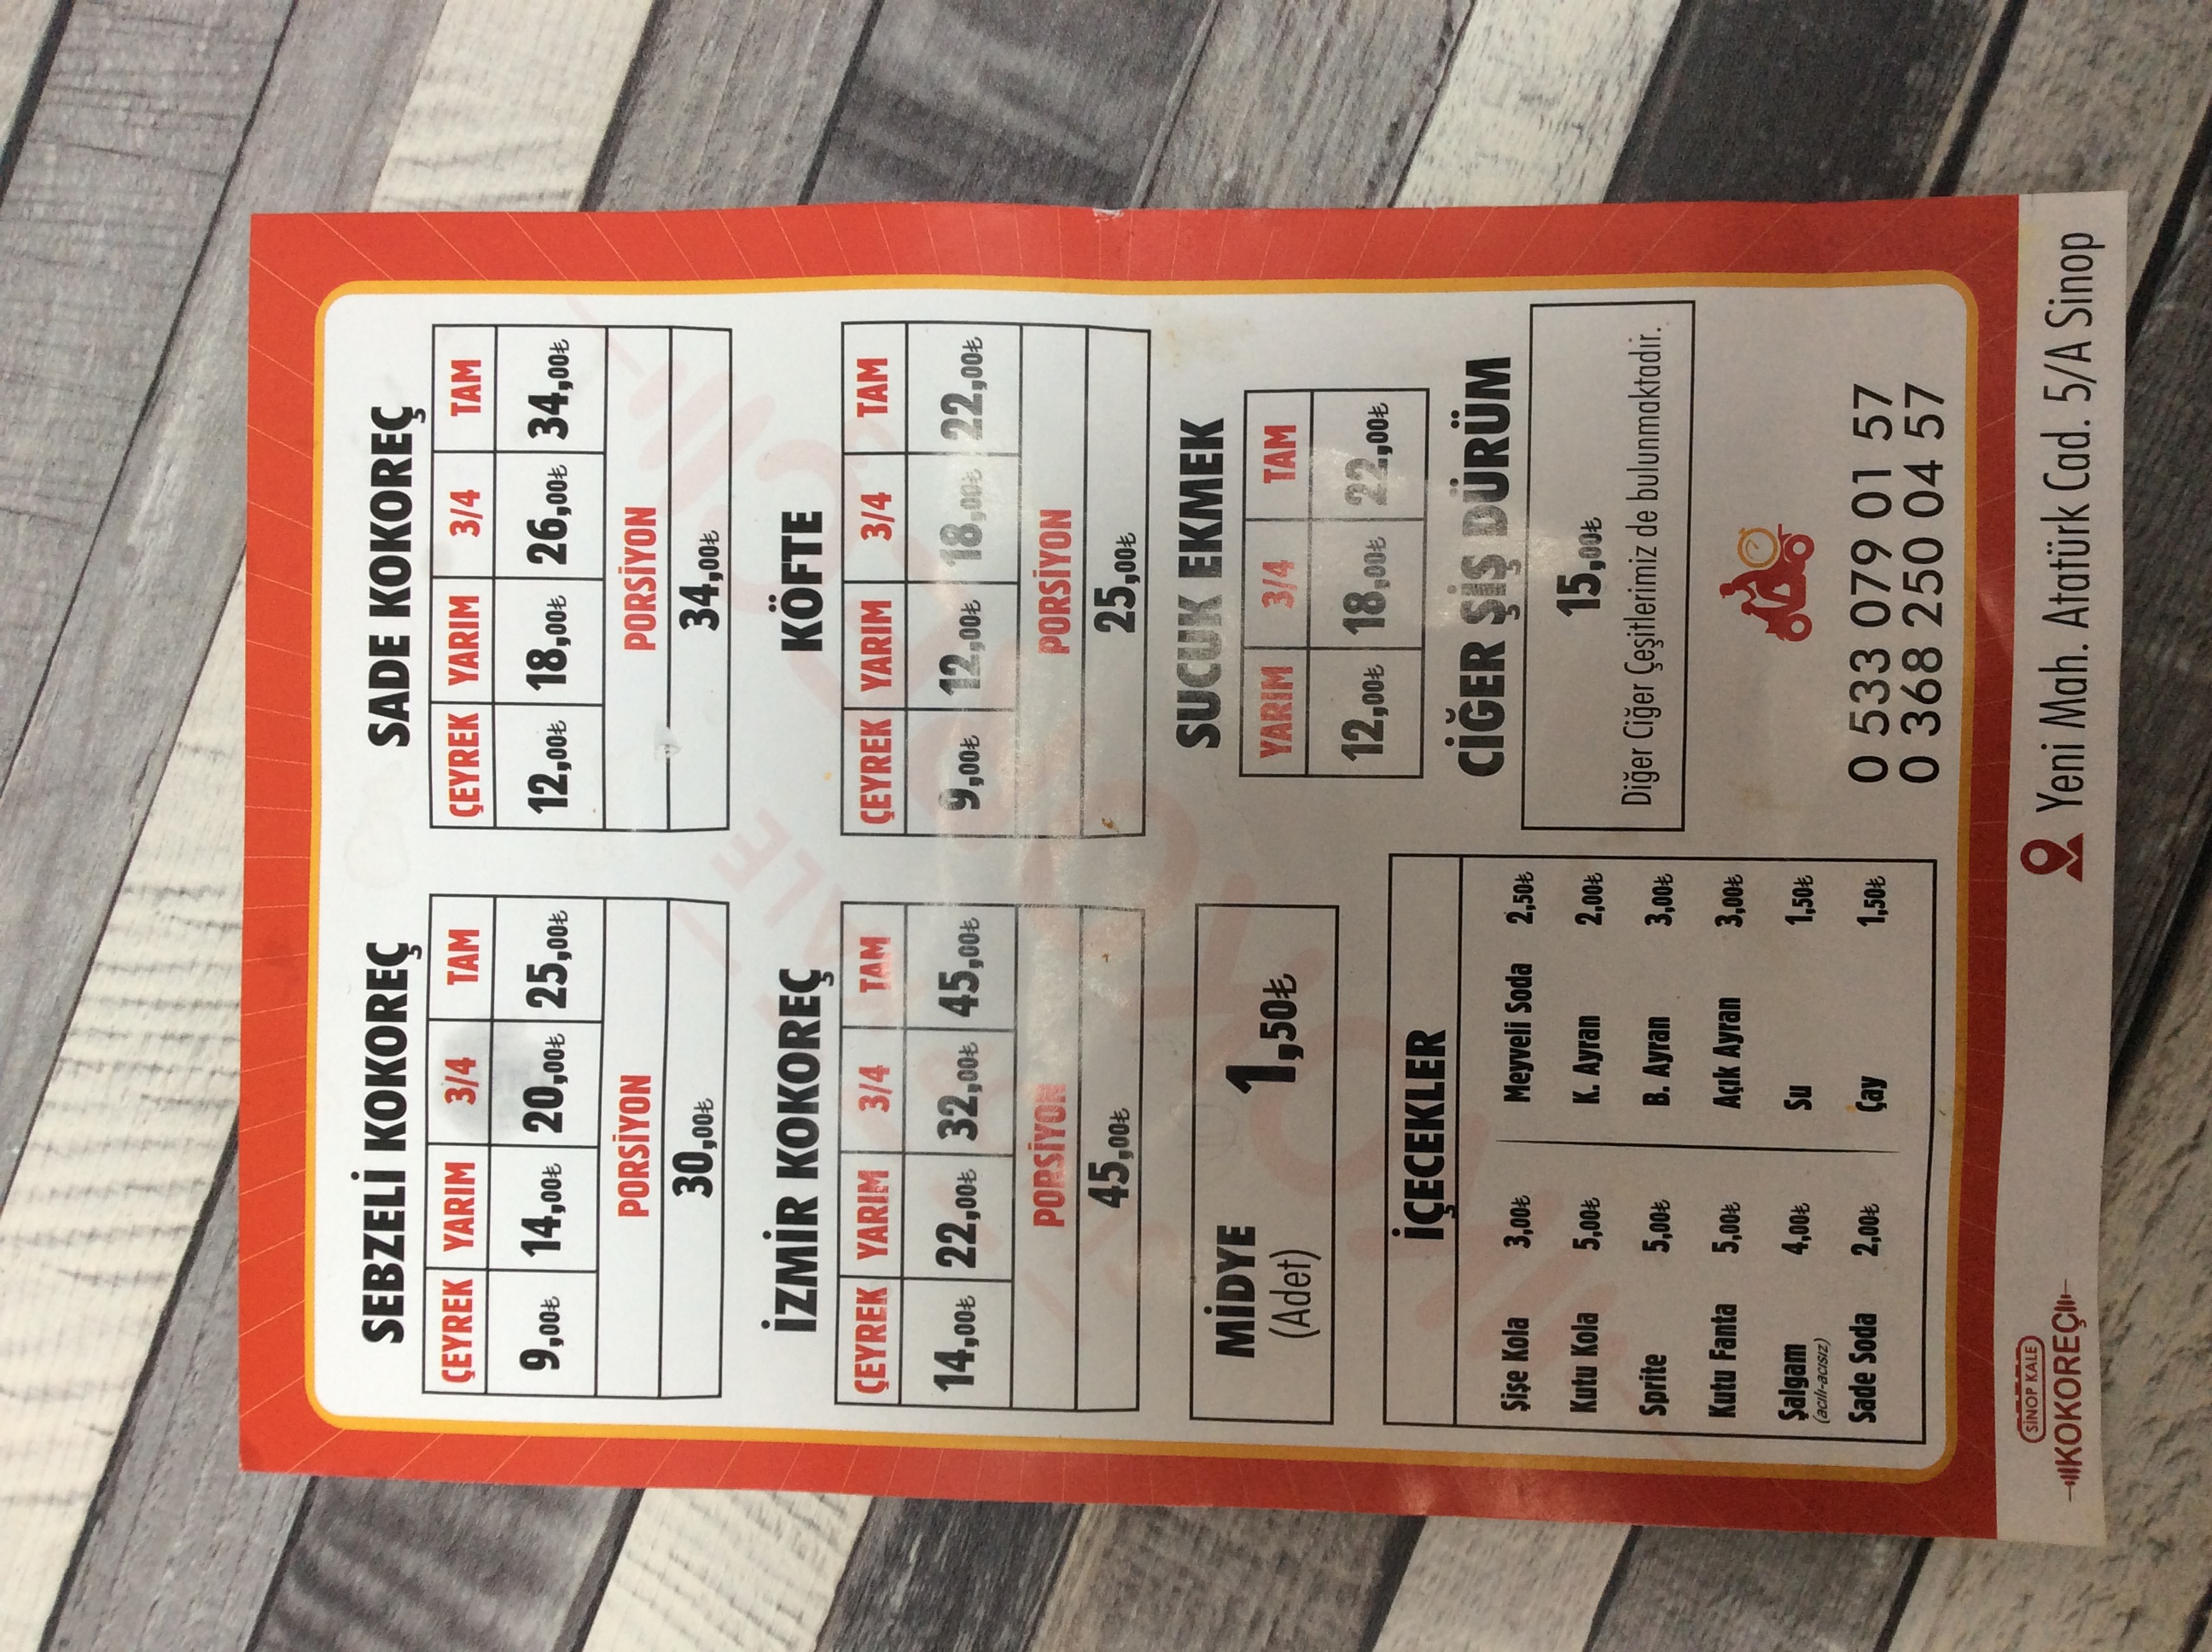 SEBZELİ KOKOREÇ
ÇEYREK YARIM 3/4 TAM
9,00₺ 14,00₺ 20,00₺ 25,00₺
PORSİYON
30,00₺
SADE KOKOREÇ
ÇEYREK YARIM 3/4 TAM
12,00₺ 18,00₺ 26,00₺ 34,00₺
PORSİYON
34,00₺
İZMİR KOKOREÇ
ÇEYREK YARIM 3/4 TAM
14,00₺ 22,00₺ 32,00₺ 45,00₺
PORSİYON
45,00₺
KÖFTE
ÇEYREK YARIM 3/4 TAM
9,00₺ 12,00₺ 18,00₺ 22,00₺
PORSİYON
25,00₺
MİDYE 1,50₺
(Adet)
SUCUK EKMEK
YARIM 3/4 TAM
12,00₺ 18,00₺ 22,00₺
CİĞER ŞİŞ DÜRÜM
15,00₺
Diğer Ciğer Çeşitlerimiz de bulunmaktadır.
İÇECEKLER
Şişe Kola 3,00₺
Kutu Kola 5,00₺
Sprite 5,00₺
Kutu Fanta 5,00₺
Şalgam 4,00₺
(acılı-acısız)
Sade Soda 2,00₺
Meyveli Soda 2,50₺
K. Ayran 2,00₺
B. Ayran 3,00₺
Açık Ayran 3,00₺
Su 1,50₺
Çay 1,50₺
0 533 079 01 57
0 368 250 04 57
SİNOP KALE
KOKOREÇ
Yeni Mah. Atatürk Cad. 5/A Sinop